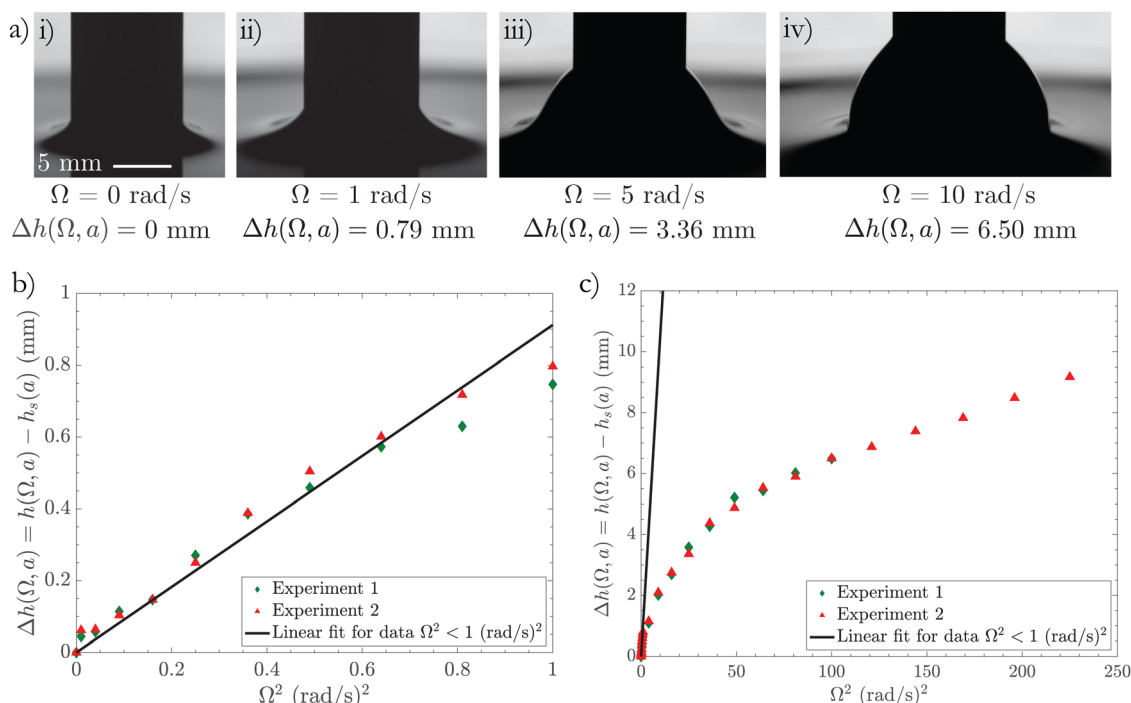 a) i) ii) iii) iv)
5 mm
Ω = 0 rad/s Ω = 1 rad/s Ω = 5 rad/s Ω = 10 rad/s
Δh(Ω, a) = 0 mm Δh(Ω, a) = 0.79 mm Δh(Ω, a) = 3.36 mm Δh(Ω, a) = 6.50 mm
b)
1
0.8
0.6
0.4
0.2
0
Δh(Ω, a) = h(Ω, a) − hₛ(a) (mm)
Experiment 1
Experiment 2
Linear fit for data Ω² < 1 (rad/s)²
0 0.2 0.4 0.6 0.8 1
Ω² (rad/s)²
c)
12
10
8
6
4
2
0
Δh(Ω, a) = h(Ω, a) − hₛ(a) (mm)
Experiment 1
Experiment 2
Linear fit for data Ω² < 1 (rad/s)²
0 50 100 150 200 250
Ω² (rad/s)²